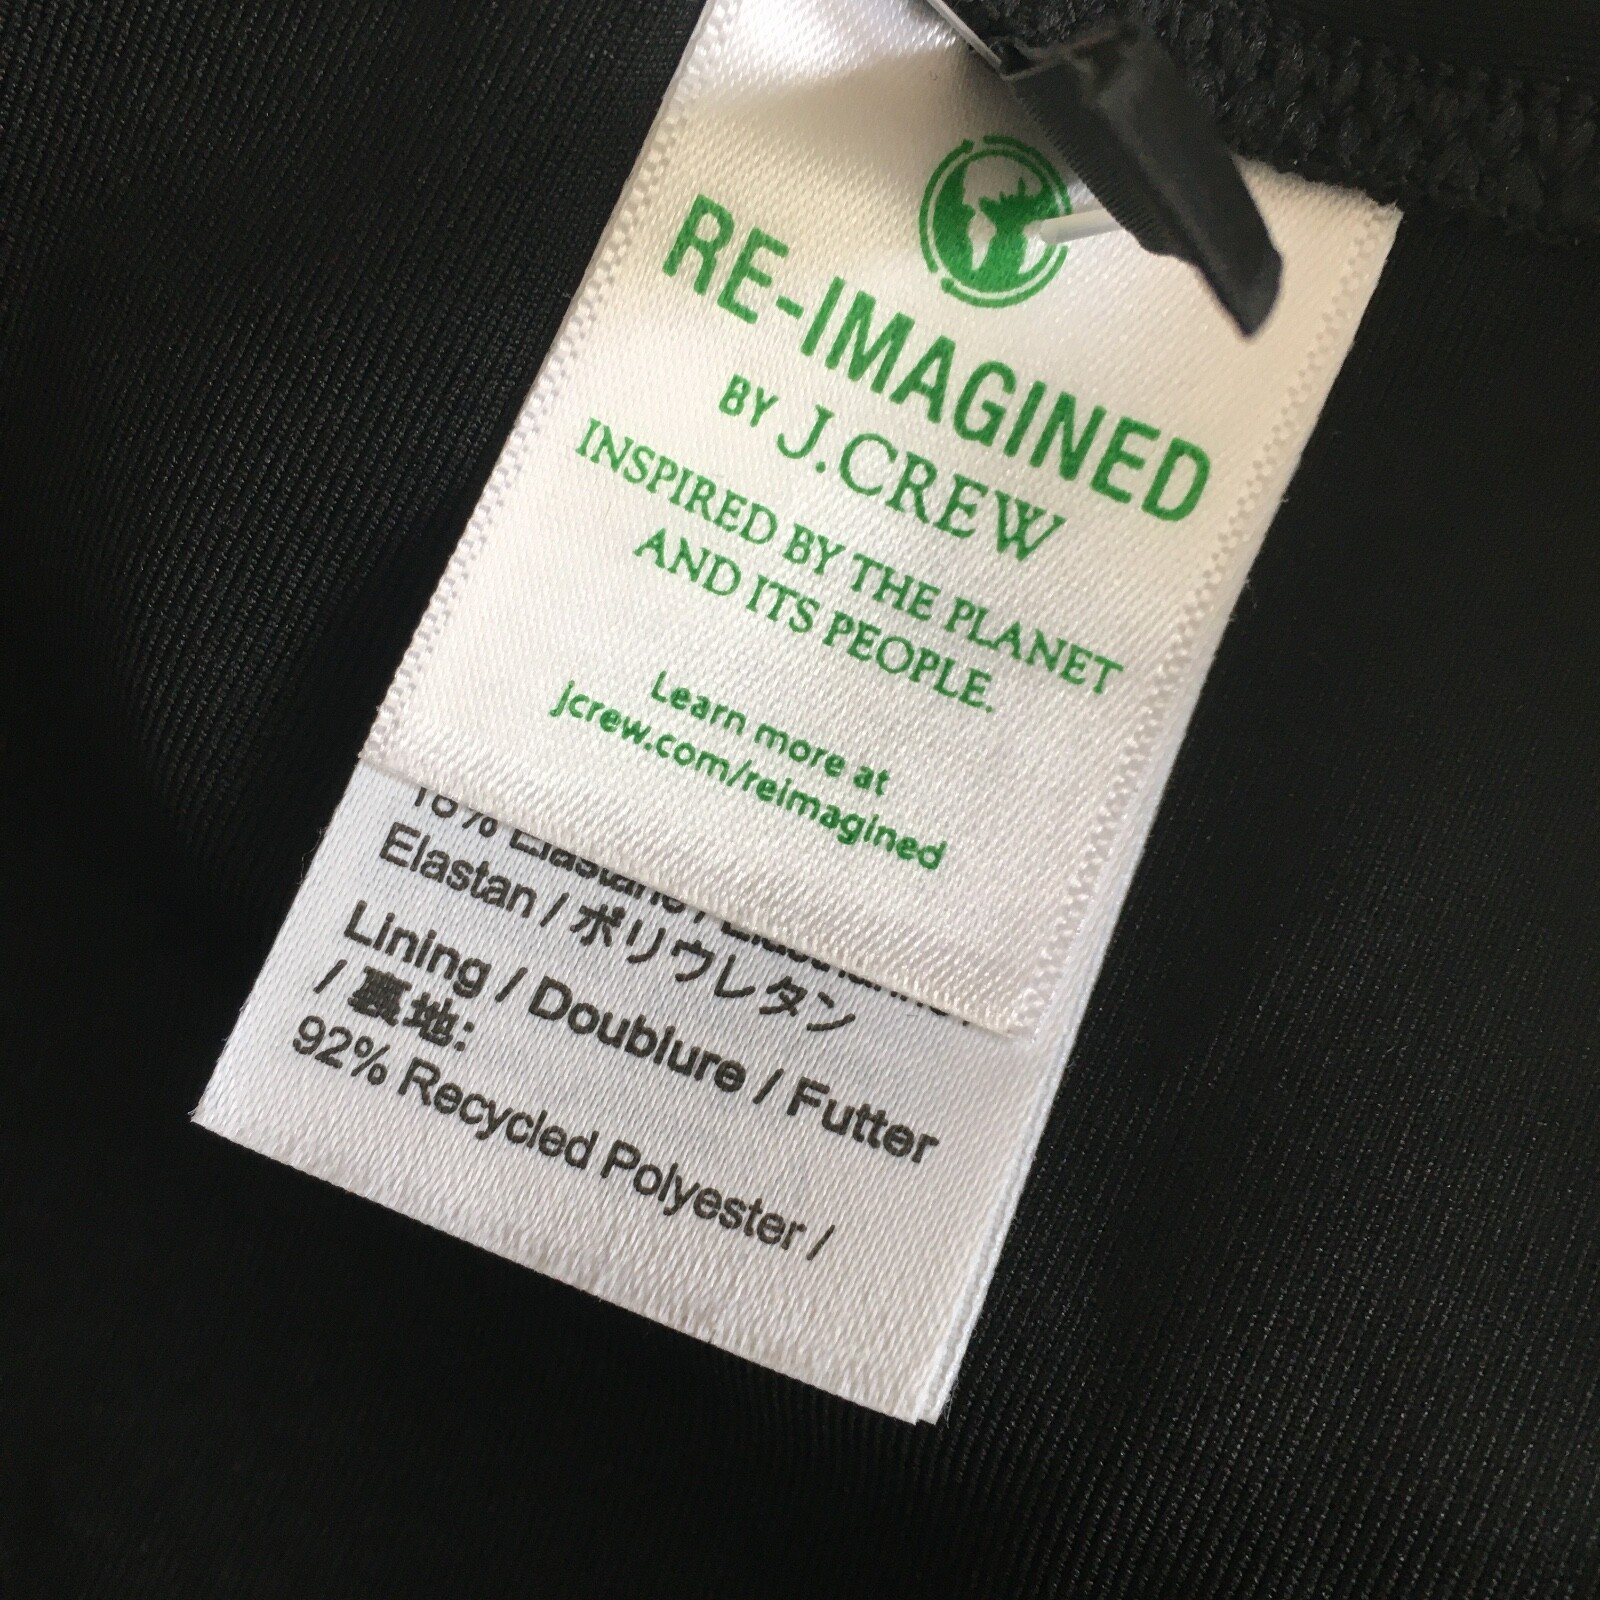 RE-IMAGINED
BY J.CREW
INSPIRED BY THE PLANET
AND ITS PEOPLE.
Learn more at
jcrew.com/reimagined
Elastan / ポリウレタン
Lining / Doublure / Futter
/ 裏地:
92% Recycled Polyester /